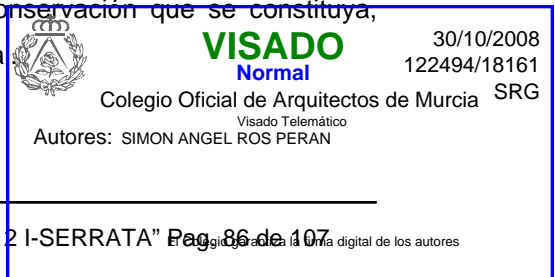 onservación que se constituya,
a
VISADO
Normal
30/10/2008
122494/18161
SRG
Colegio Oficial de Arquitectos de Murcia
Visado Telemático
Autores: SIMON ANGEL ROS PERAN
2 I-SERRATA” Pag. 86 de 107
El Colegio garantiza la firma digital de los autores